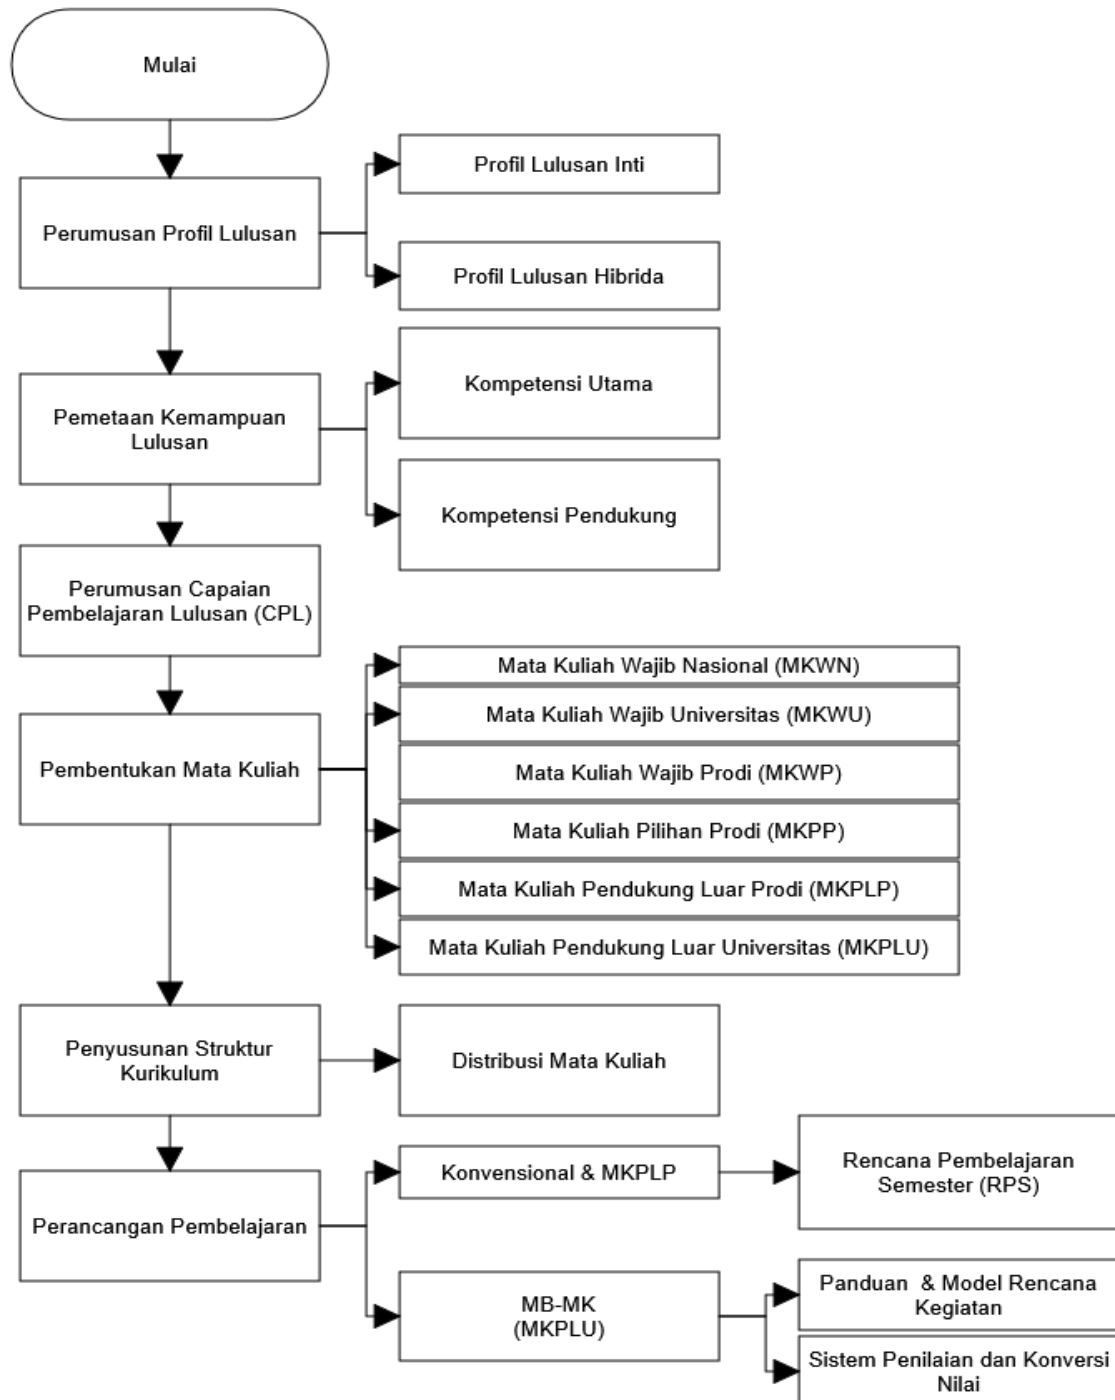 Mulai
Perumusan Profil Lulusan
Profil Lulusan Inti
Profil Lulusan Hibrida
Pemetaan Kemampuan
Lulusan
Kompetensi Utama
Kompetensi Pendukung
Perumusan Capaian
Pembelajaran Lulusan (CPL)
Pembentukan Mata Kuliah
Mata Kuliah Wajib Nasional (MKWN)
Mata Kuliah Wajib Universitas (MKWU)
Mata Kuliah Wajib Prodi (MKWP)
Mata Kuliah Pilihan Prodi (MKPP)
Mata Kuliah Pendukung Luar Prodi (MKPLP)
Mata Kuliah Pendukung Luar Universitas (MKPLU)
Penyusunan Struktur
Kurikulum
Distribusi Mata Kuliah
Perancangan Pembelajaran
Konvensional & MKPLP
Rencana Pembelajaran
Semester (RPS)
MB-MK
(MKPLU)
Panduan & Model Rencana
Kegiatan
Sistem Penilaian dan Konversi
Nilai